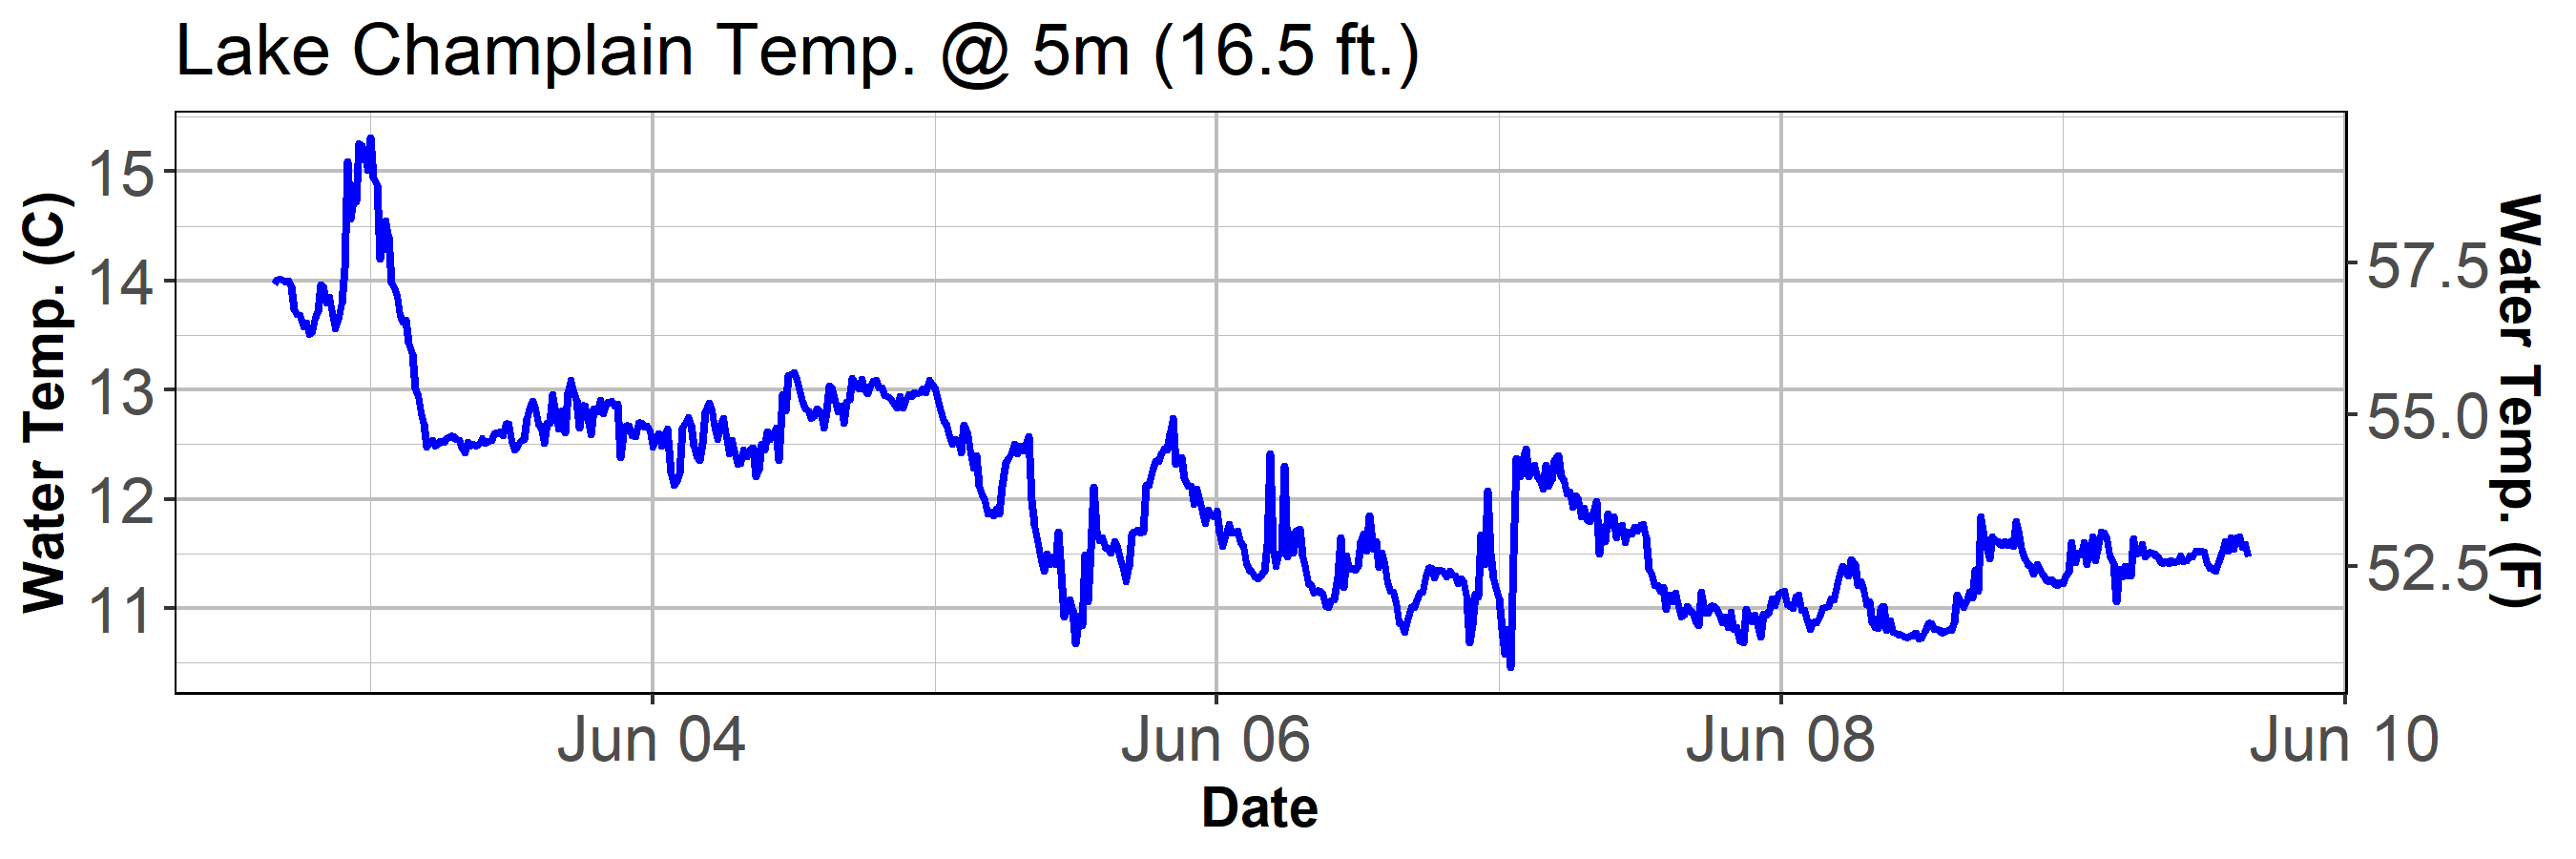 Lake Champlain Temp. @ 5m (16.5 ft.)
Water Temp. (C)
15
14
13
12
11
57.5
55.0
52.5
Water Temp. (F)
Jun 04
Jun 06
Jun 08
Jun 10
Date